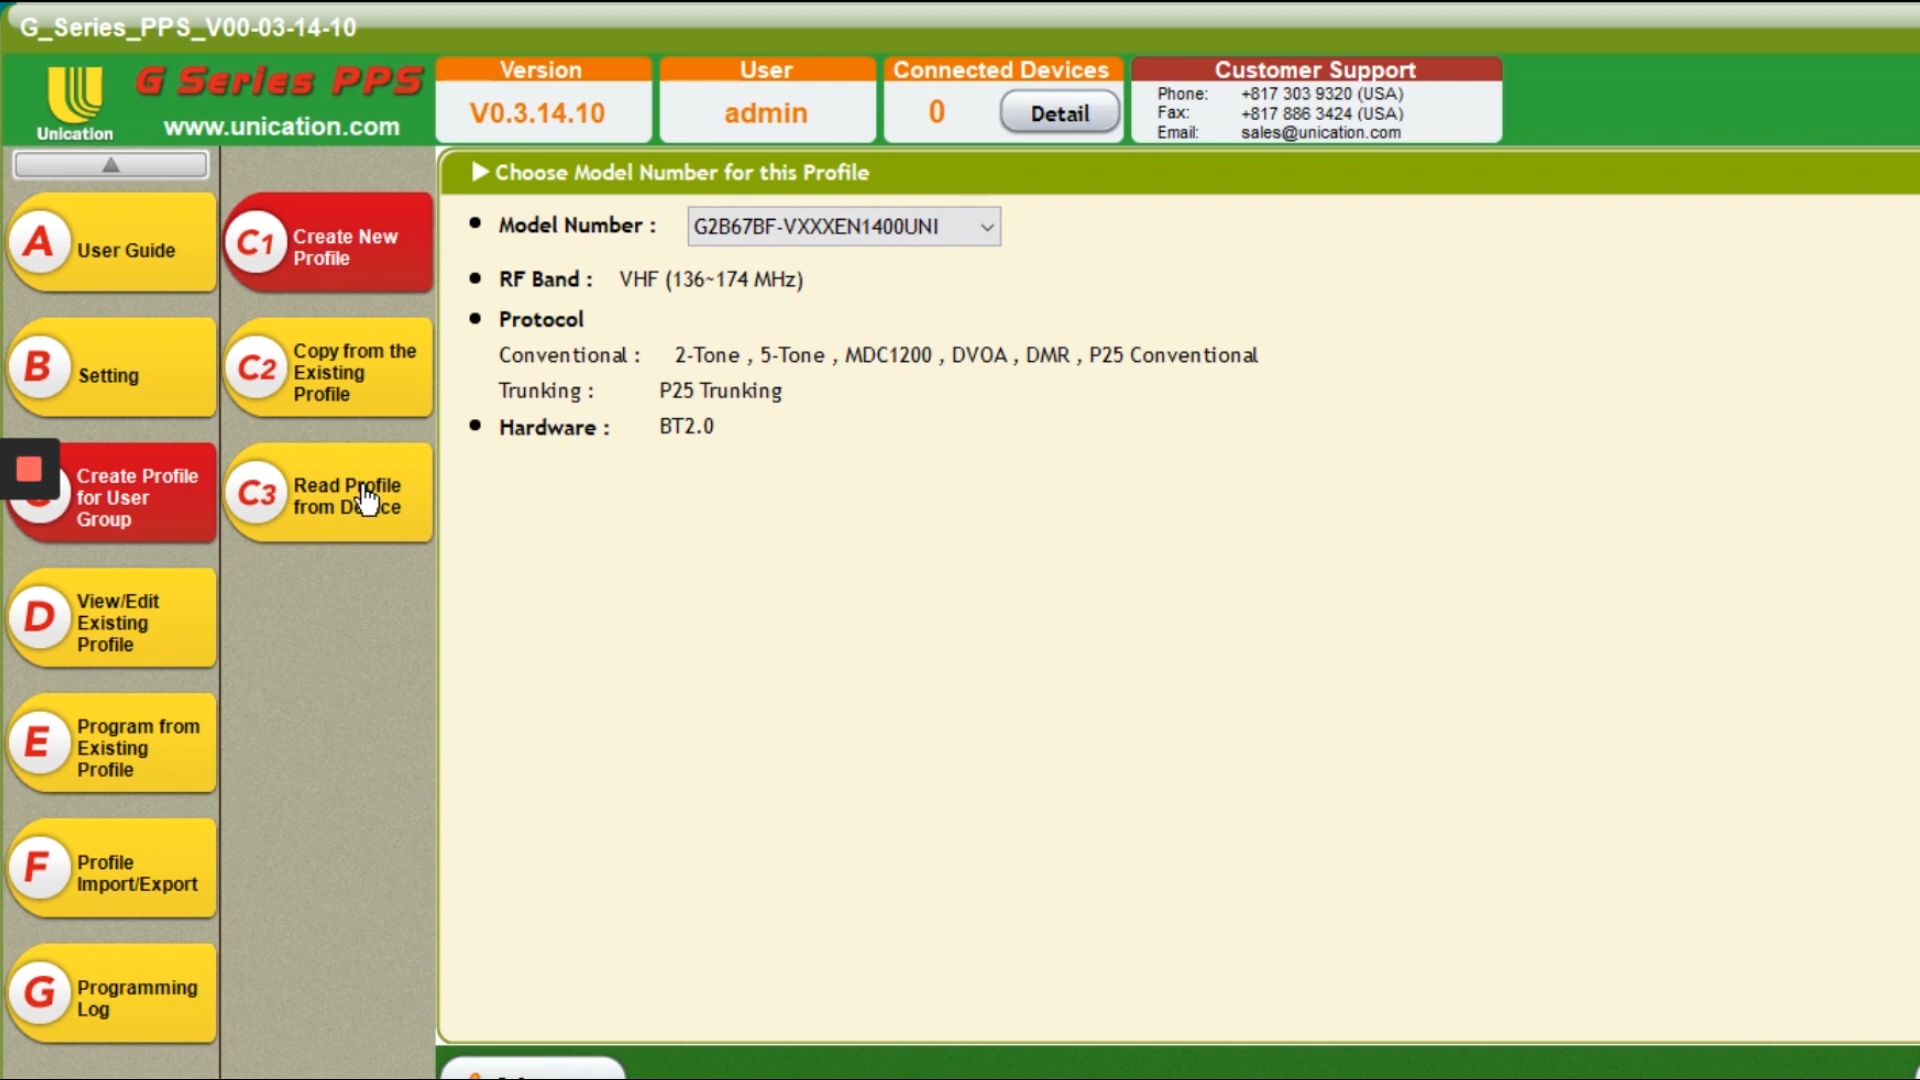 G_Series_PPS_V00-03-14-10
Unication
G Series PPS
www.unication.com
Version
V0.3.14.10
User
admin
Connected Devices
0
Detail
Customer Support
Phone: +817 303 9320 (USA)
Fax: +817 886 3424 (USA)
Email: sales@unication.com
A
User Guide
B
Setting
Create Profile
for User
Group
D
View/Edit
Existing
Profile
E
Program from
Existing
Profile
F
Profile
Import/Export
G
Programming
Log
C1
Create New
Profile
C2
Copy from the
Existing
Profile
C3
Read Profile
from Device
Choose Model Number for this Profile
Model Number : G2B67BF-VXXXEN1400UNI
RF Band : VHF (136~174 MHz)
Protocol
Conventional : 2-Tone , 5-Tone , MDC1200 , DVOA , DMR , P25 Conventional
Trunking : P25 Trunking
Hardware : BT2.0